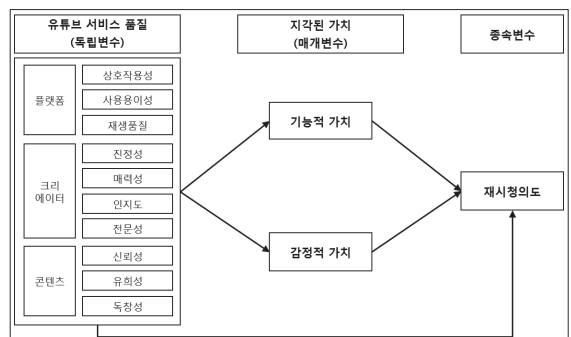 유튜브 서비스 품질
(독립변수)
지각된 가치
(매개변수)
종속변수
플랫폼
상호작용성
사용용이성
재생품질
크리
에이터
진정성
매력성
인지도
전문성
콘텐츠
신뢰성
유희성
독창성
기능적 가치
감정적 가치
재시청의도